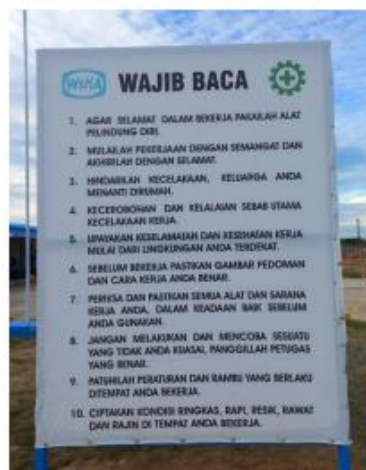 WIKA WAJIB BACA
1. AGAR SELAMAT DALAM BEKERJA PAKAILAH ALAT
PELINDUNG DIRI.
2. MULAILAH PEKERJAAN DENGAN SEMANGAT DAN
AKHIRILAH DENGAN SELAMAT.
3. HINDARILAH KECELAKAAN, KELUARGA ANDA
MENANTI DIRUMAH.
4. KECEROBOHAN DAN KELALAIAN SEBAB UTAMA
KECELAKAAN KERJA.
5. UPAYAKAN KESELAMATAN DAN KESEHATAN KERJA
MULAI DARI LINGKUNGAN ANDA TERDEKAT.
6. SEBELUM BEKERJA PASTIKAN GAMBAR PEDOMAN
DAN CARA KERJA ANDA BENAR.
7. PERIKSA DAN PASTIKAN SEMUA ALAT DAN SARANA
KERJA ANDA, DALAM KEADAAN BAIK SEBELUM
ANDA GUNAKAN.
8. JANGAN MELAKUKAN DAN MENCOBA SESUATU
YANG TIDAK ANDA KUASAI, PANGGILLAH PETUGAS
YANG BENAR.
9. PATUHILAH PERATURAN DAN RAMBU YANG BERLAKU
DITEMPAT ANDA BEKERJA.
10. CIPTAKAN KONDISI RINGKAS, RAPI, RESIK, RAWAT
DAN RAJIN DI TEMPAT ANDA BEKERJA.